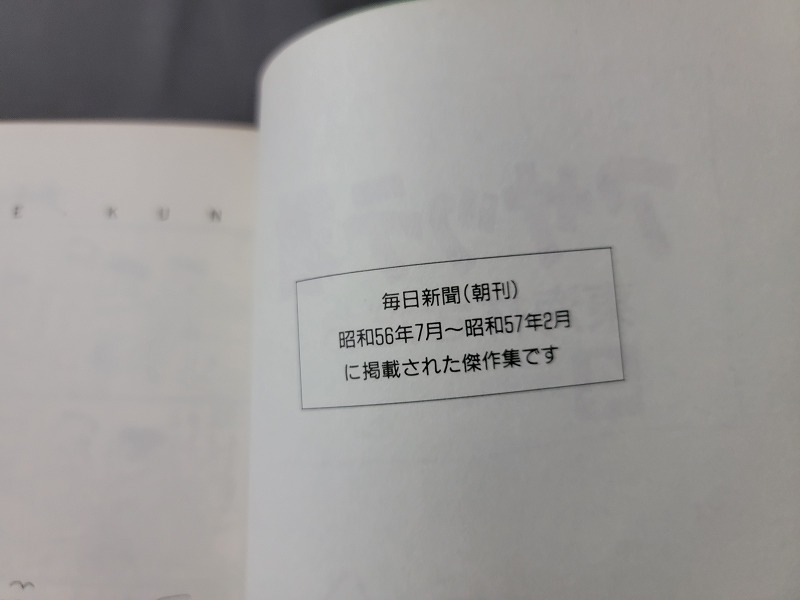 E・KUN
毎日新聞(朝刊)
昭和56年7月〜昭和57年2月
に掲載された傑作集です